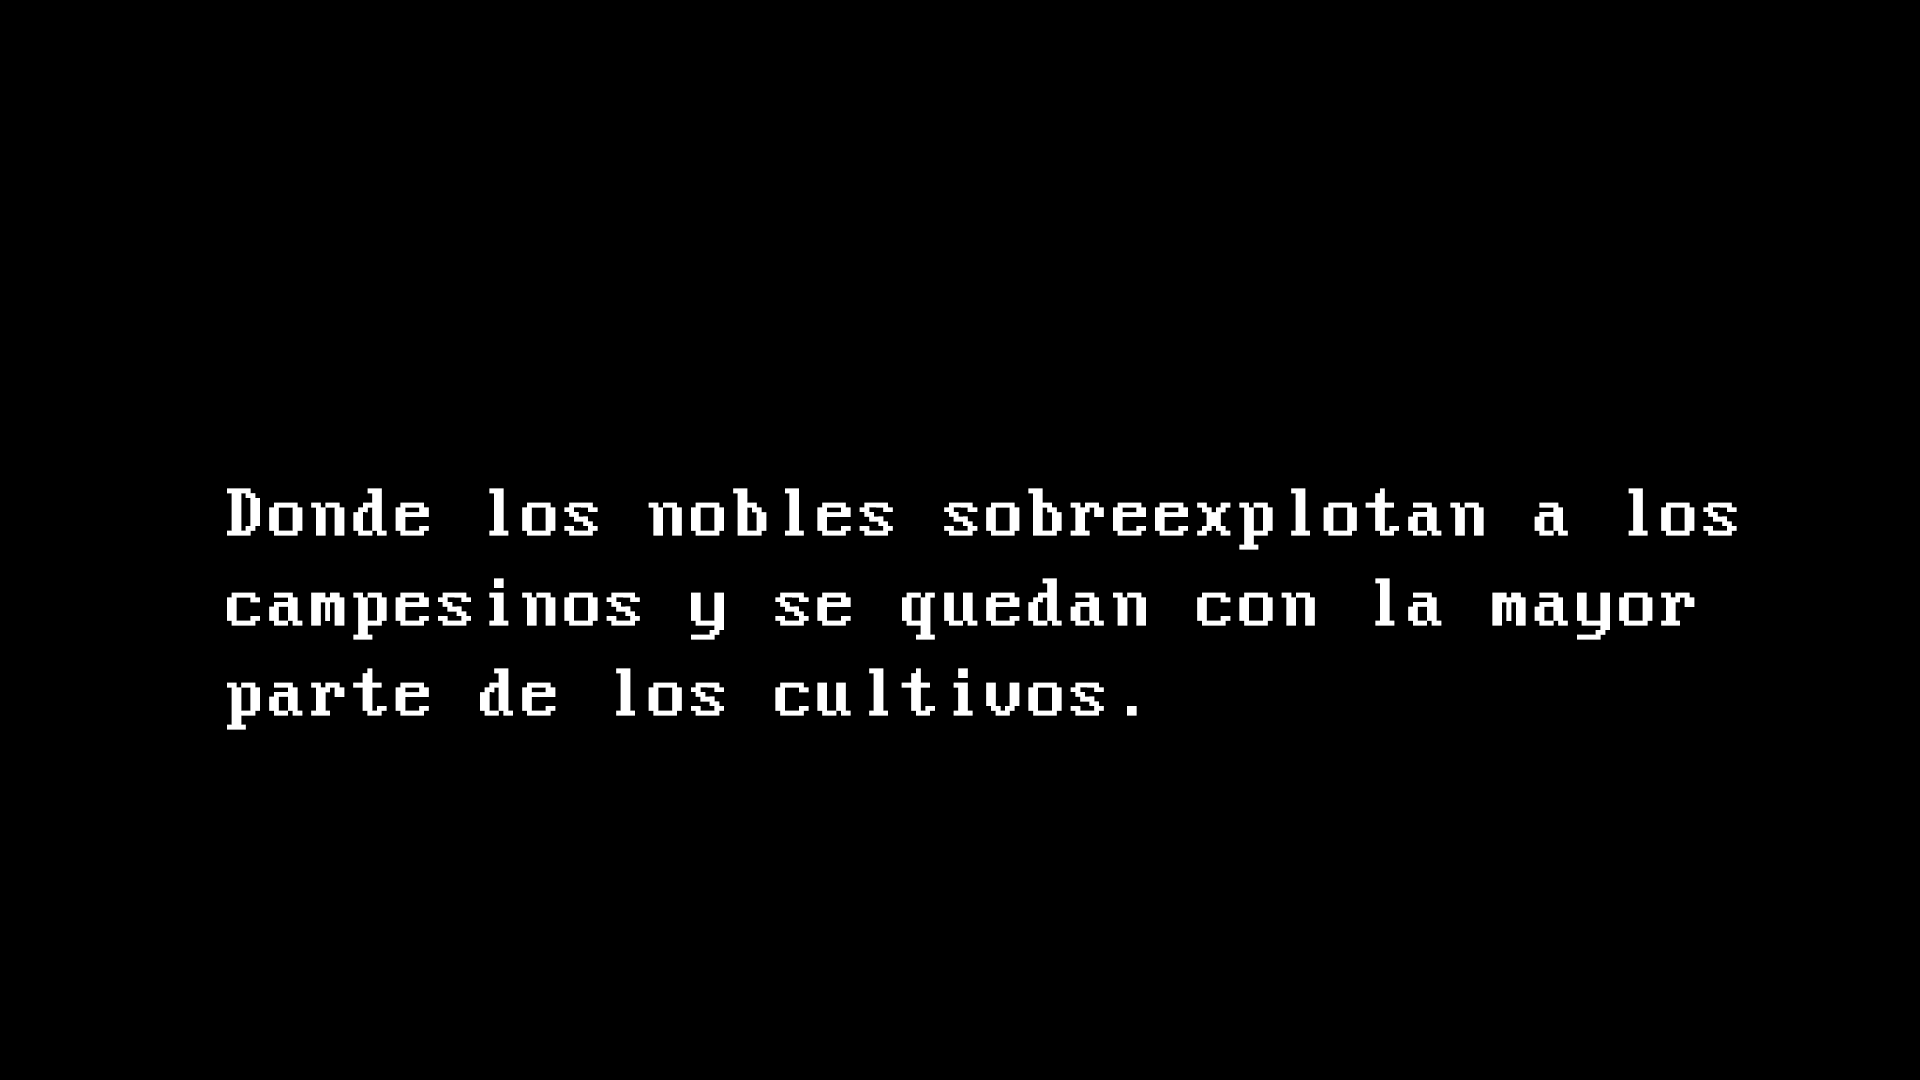 Donde los nobles sobreexplotan a los
campesinos y se quedan con la mayor
parte de los cultivos.